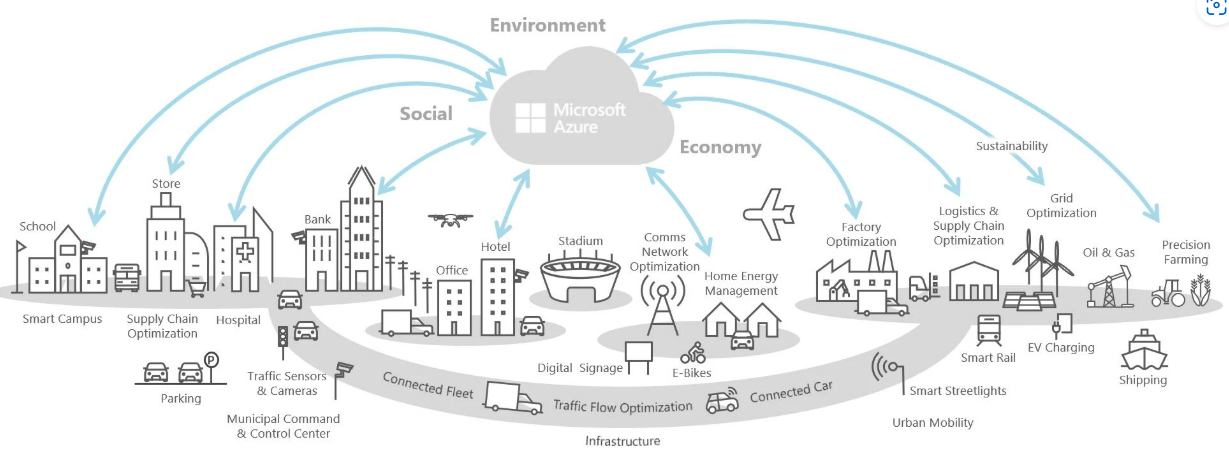 Environment
Microsoft
Azure
Social
Economy
Sustainability
Store
School
Bank
Grid
Optimization
Logistics &
Supply Chain
Optimization
Factory
Optimization
Hotel
Stadium
Comms
Network
Optimization
Office
Home Energy
Management
Oil & Gas
Precision
Farming
Smart Campus
Supply Chain
Optimization
Hospital
P
Parking
Traffic Sensors
& Cameras
Municipal Command
& Control Center
Digital Signage
E-Bikes
Connected Fleet
Traffic Flow Optimization
Connected Car
Smart Rail
EV Charging
Shipping
Smart Streetlights
Urban Mobility
Infrastructure